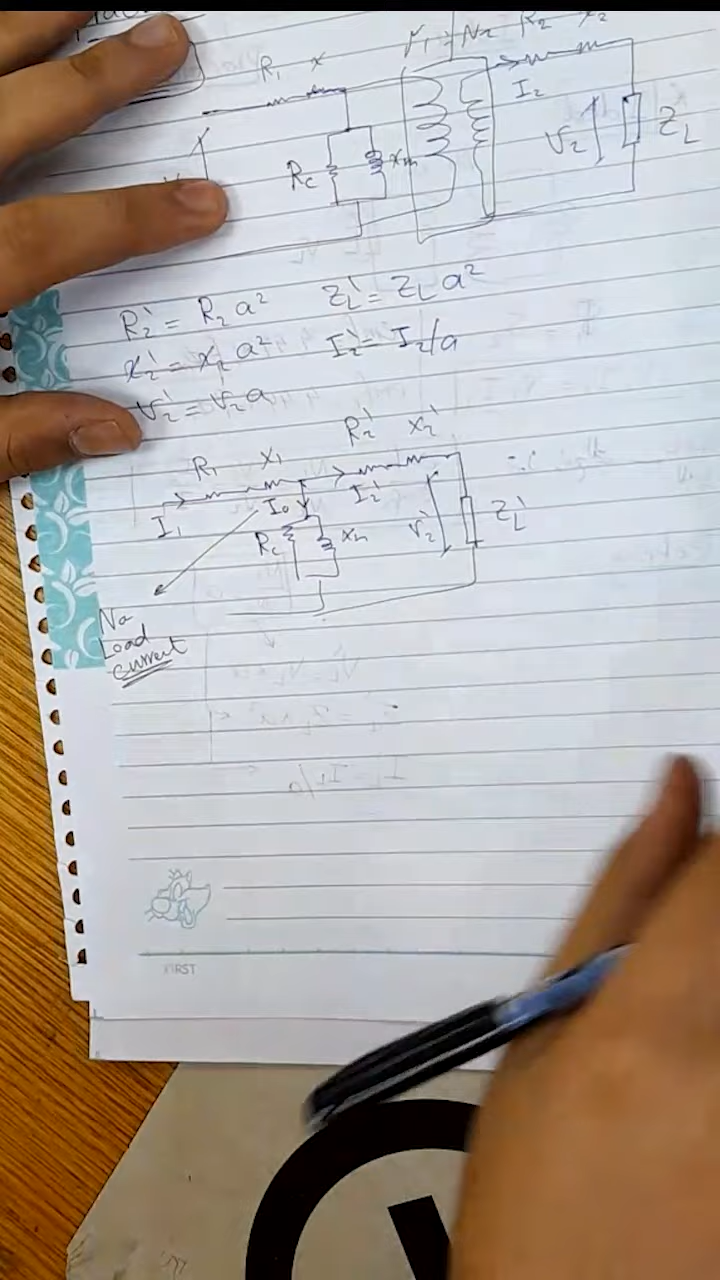 R₁ x
N₁ : N₂ R₂ x₂
I₂
Rc xm
V₂ ZL
R₂' = R₂ a² ZL' = ZL a²
x₂' = x₂ a² I₂' = I₂/a
V₂' = V₂ a
R₁ x₁ R₂' x₂'
I₁ I₀ I₂'
Rc xm V₂' ZL'
No
Load
current
FIRST